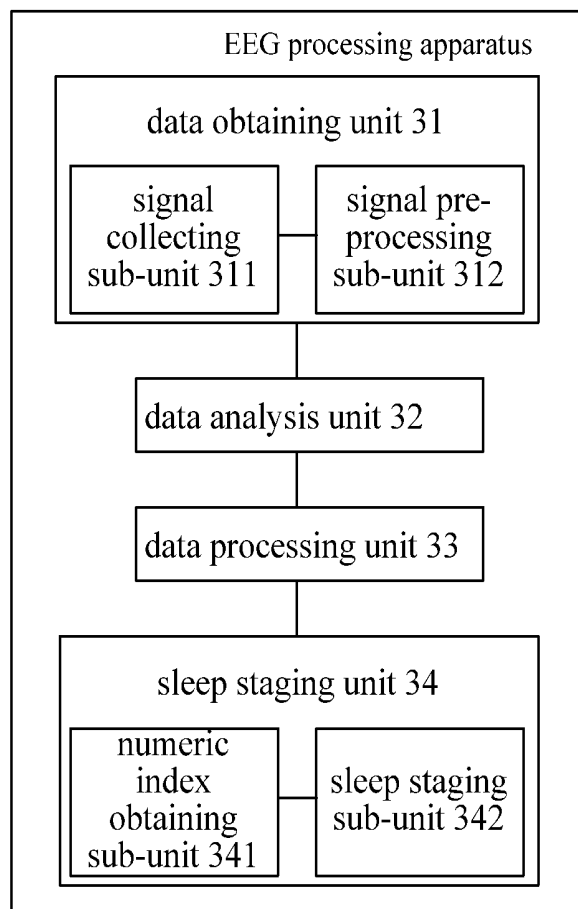 EEG processing apparatus
data obtaining unit 31
signal
collecting
sub-unit 311
signal pre-
processing
sub-unit 312
data analysis unit 32
data processing unit 33
sleep staging unit 34
numeric
index
obtaining
sub-unit 341
sleep staging
sub-unit 342